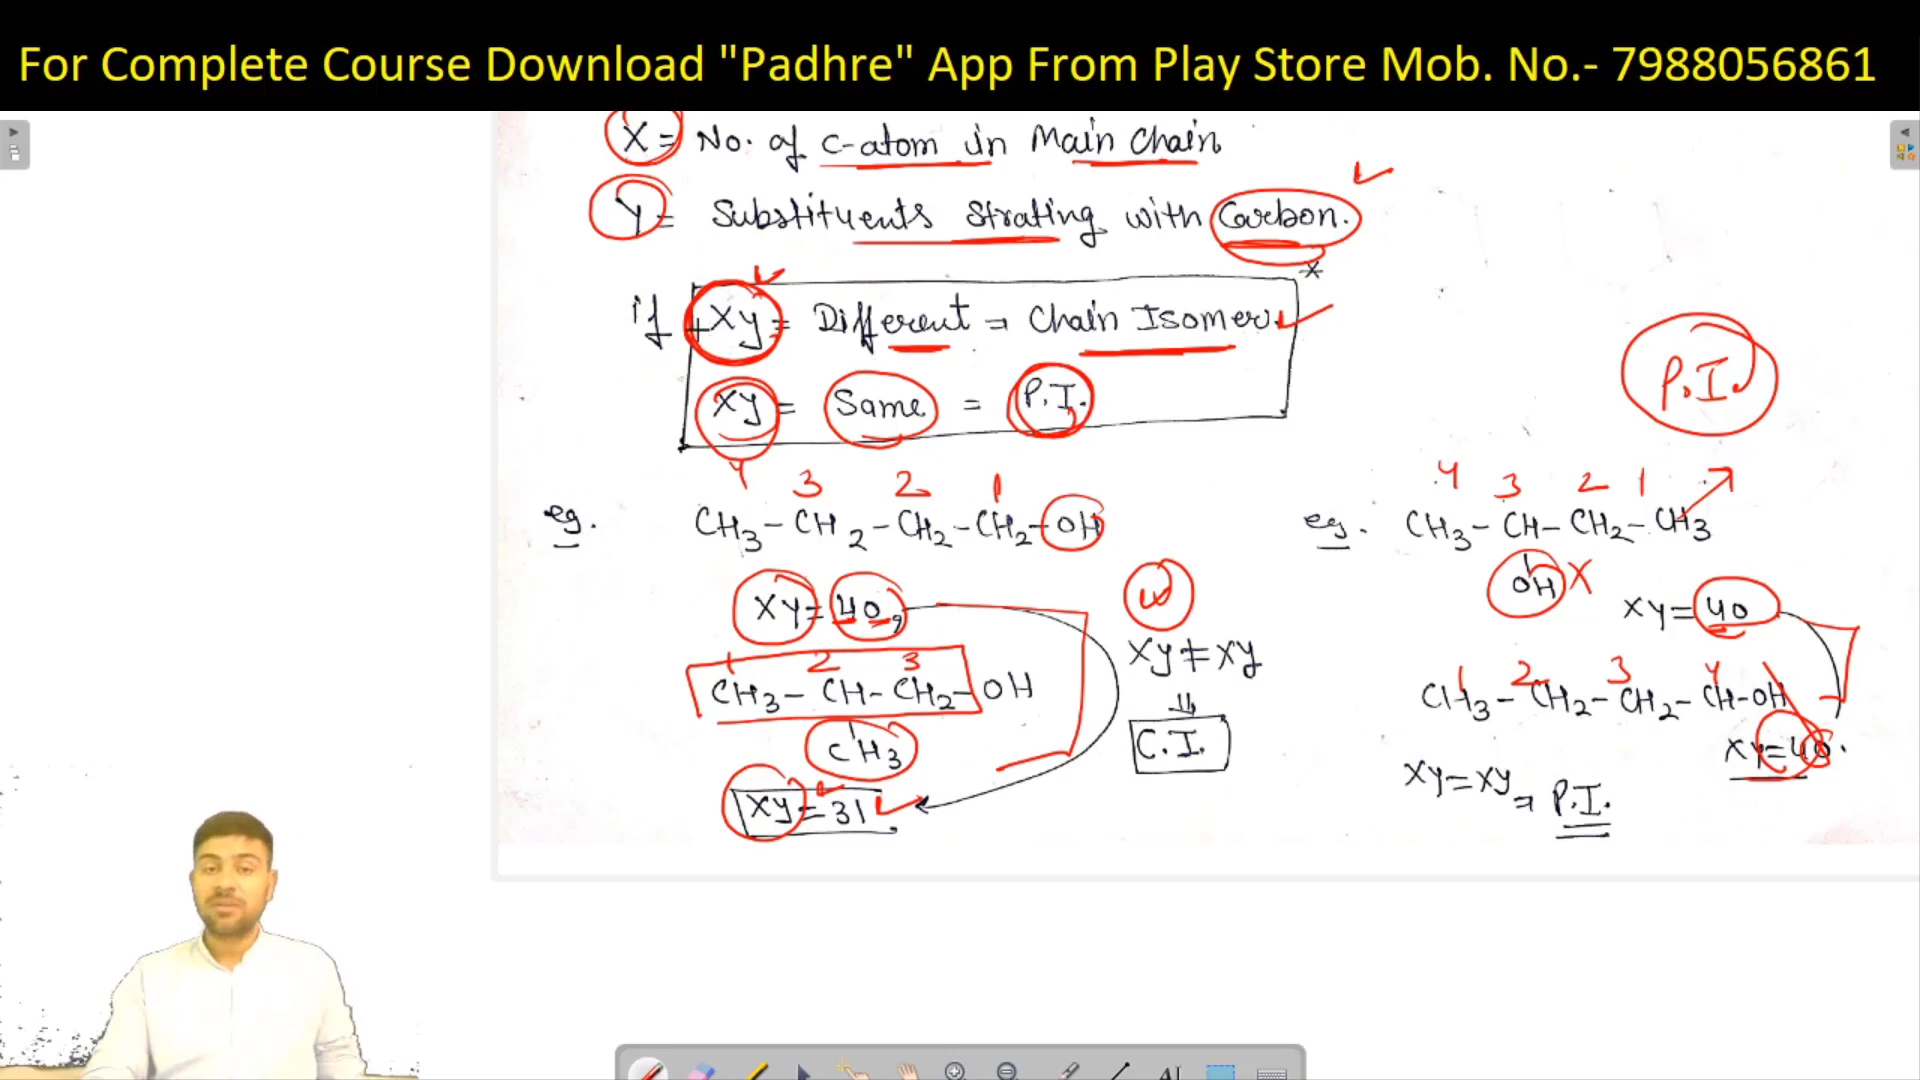 For Complete Course Download "Padhre" App From Play Store Mob. No.- 7988056861
X = No. of C-atom in Main Chain
Y = Substituents Strating with Carbon.
*
if XY = Different ⇒ Chain Isomer.
XY = Same = P.I.
P.I.
4 3 2 1
eg. CH3-CH2-CH2-CH2-OH
4 3 2 1
eg. CH3-CH-CH2-CH3
OH X
XY = 40,
XY = 40
XY ≠ XY
⇓
C.I.
1 2 3
CH3-CH-CH2-OH
CH3
XY = 31
1 2 3 4
CH3-CH2-CH2-CH-OH
XY = 40.
XY = XY ⇒ P.I.